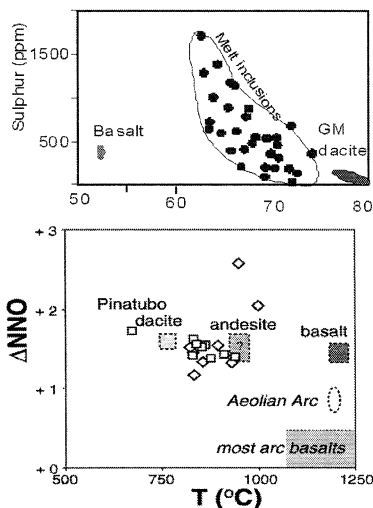 Sulphur (ppm)
1500
500
Basalt
Melt inclusions
GM
dacite
50
60
70
80
ΔNNO
+ 3
+ 2
+ 1
+ 0
Pinatubo
dacite
andesite
?
basalt
Aeolian Arc
most arc basalts
500
750
1000
1250
T (°C)